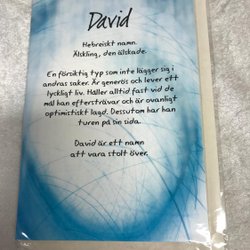 David
Hebreiskt namn.
Älskling, den älskade.
En försiktig typ som inte lägger sig i
andras saker. Är generös och lever ett
lyckligt liv. Håller alltid fast vid de
mål han eftersträvar och är ovanligt
optimistiskt lagd. Dessutom har han
turen på sin sida.
David är ett namn
att vara stolt över.